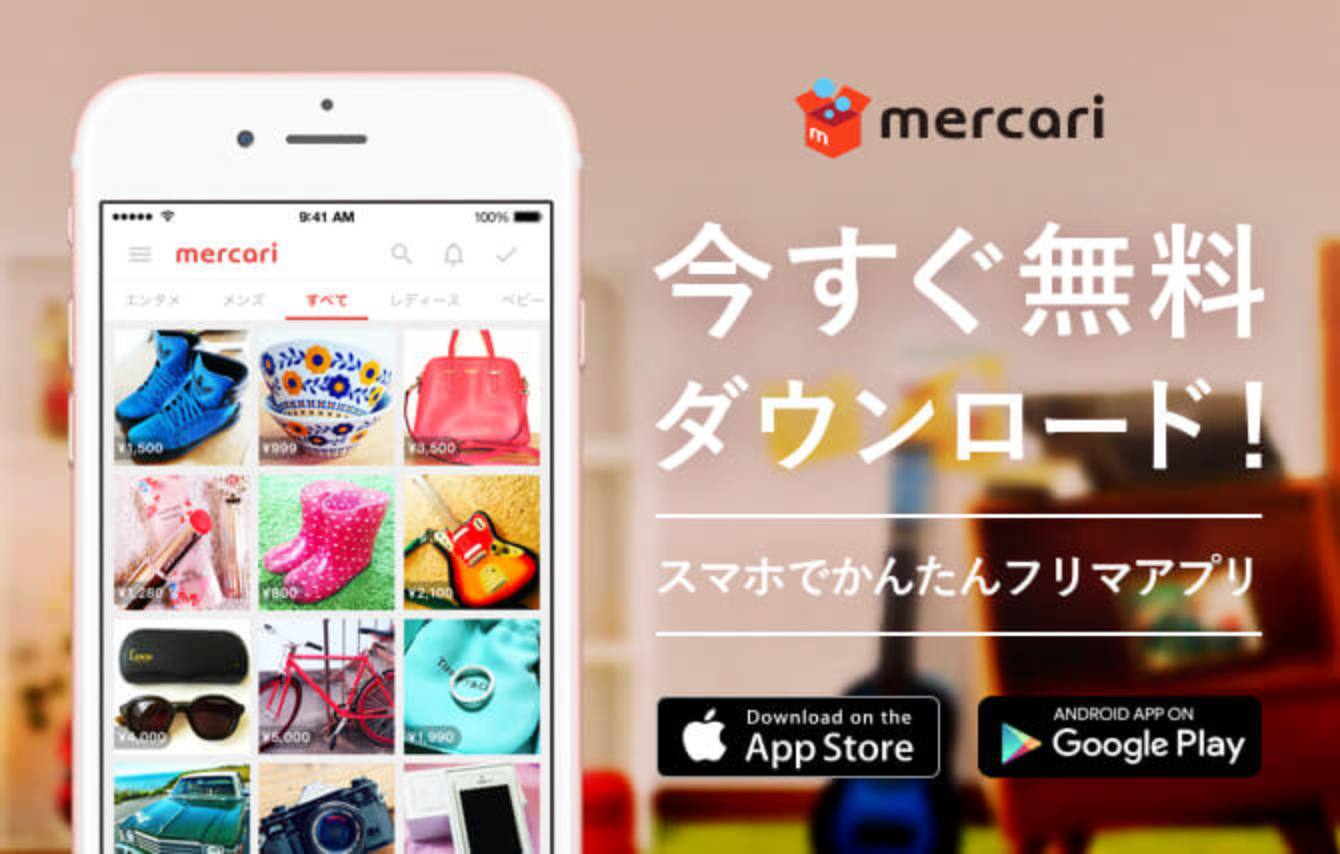 9:41 AM
100%
mercari
エンタメ
メンズ
すべて
レディース
ベビー
¥1,500
¥999
¥3,500
¥1,280
¥800
¥2,100
¥4,000
¥1,990
m
mercari
今すぐ無料
ダウンロード！
スマホでかんたんフリマアプリ
Download on the
App Store
ANDROID APP ON
Google Play